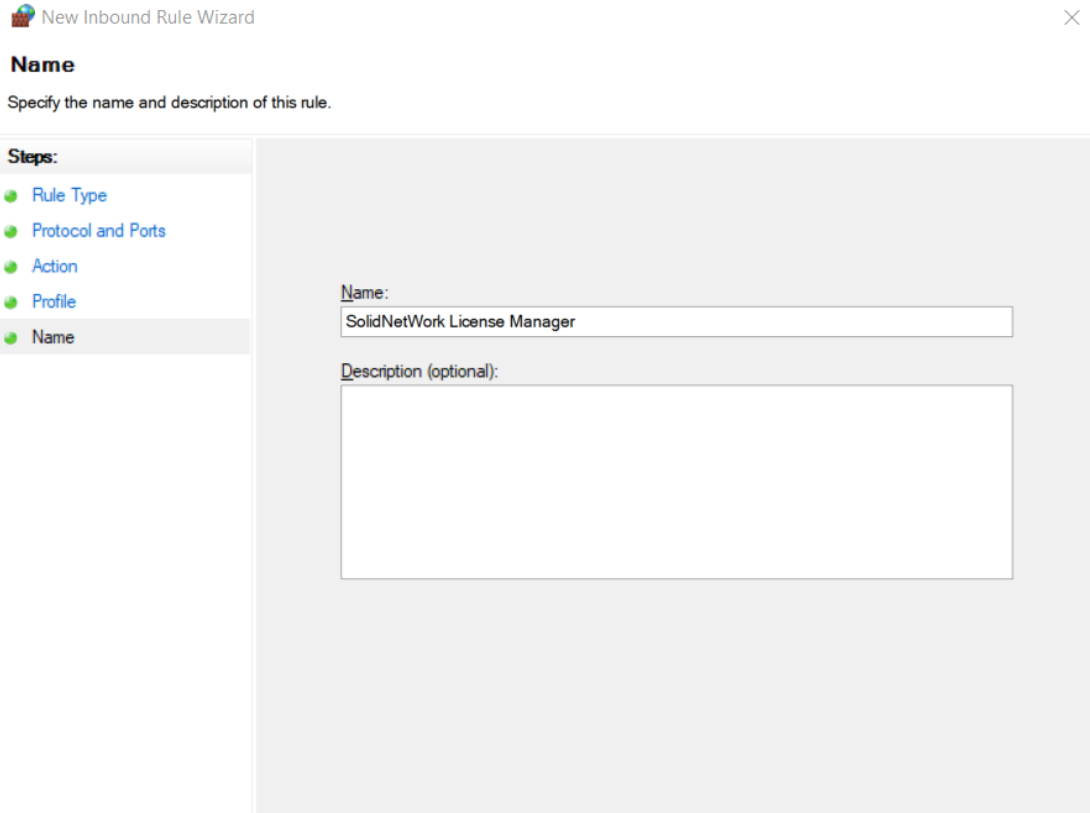 New Inbound Rule Wizard
Name
Specify the name and description of this rule.
Steps:
Rule Type
Protocol and Ports
Action
Profile
Name
Name:
SolidNetWork License Manager
Description (optional):